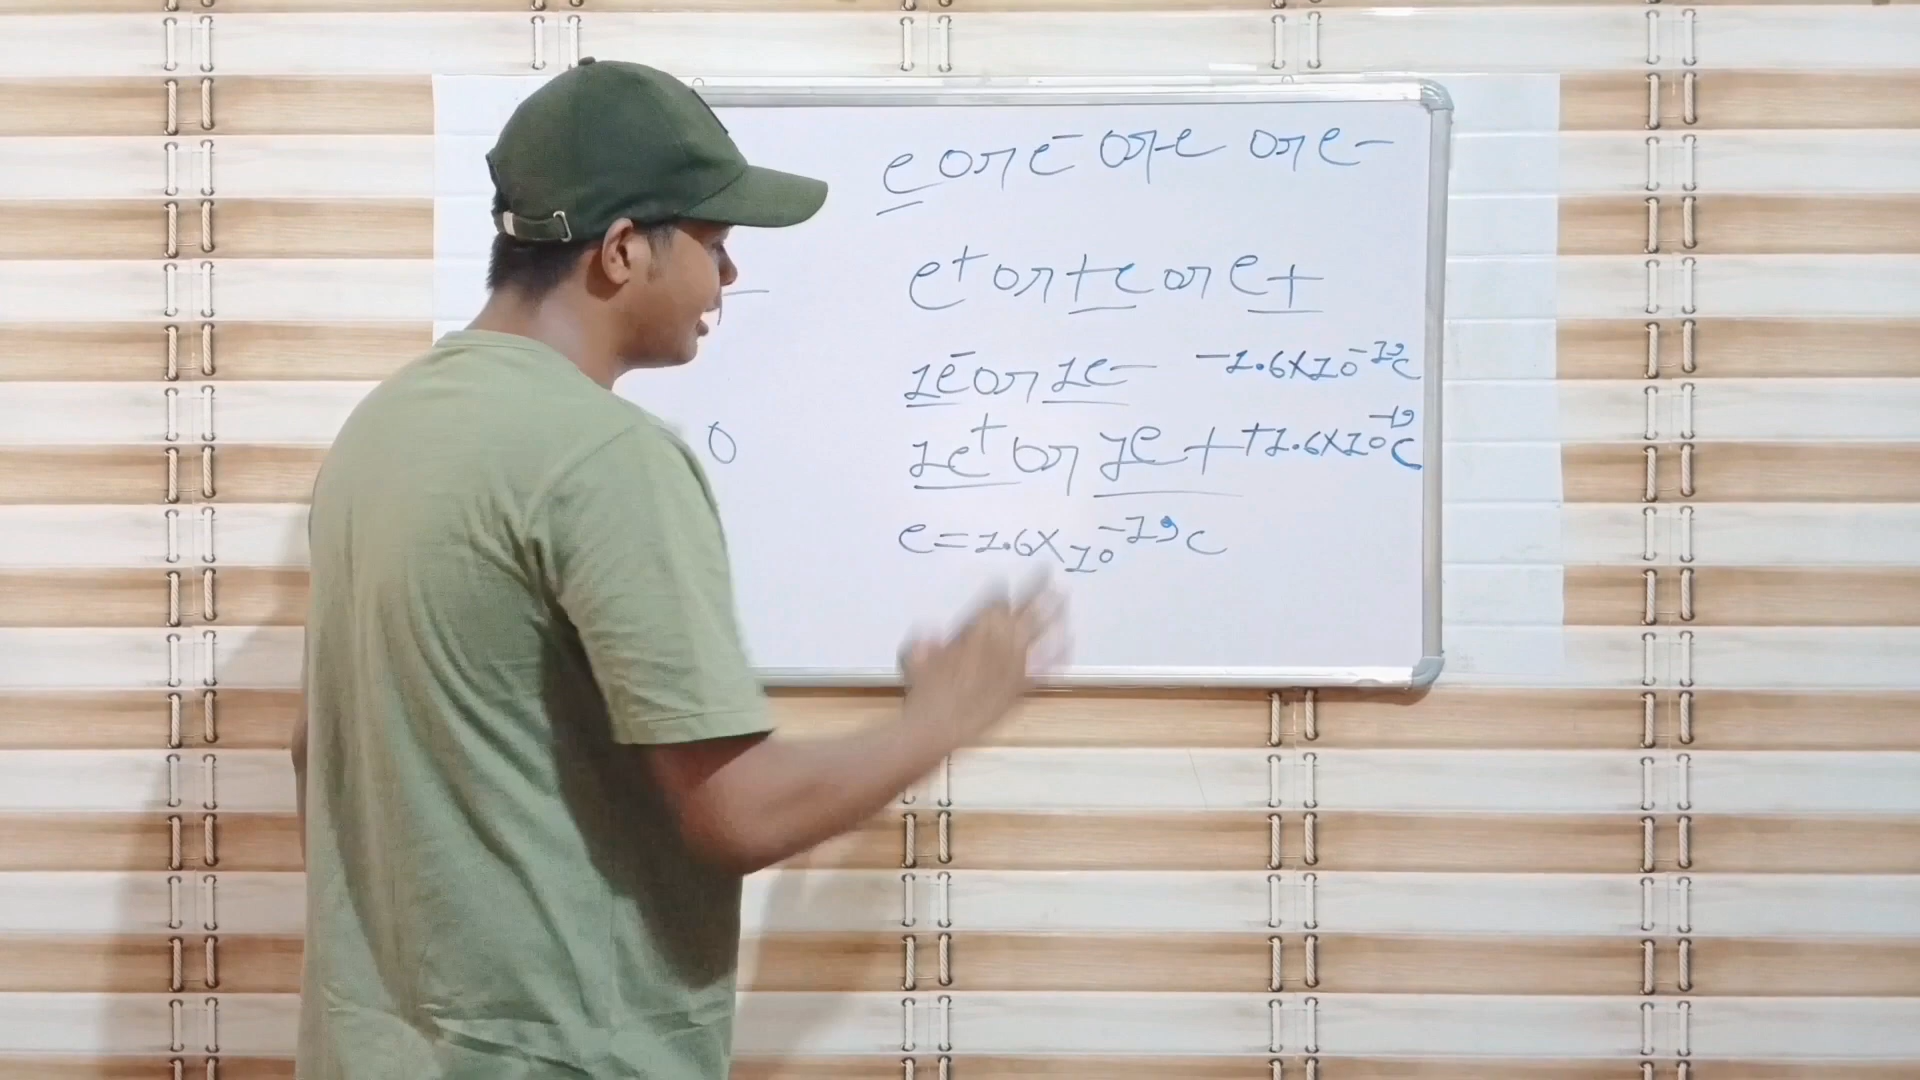 e or e⁻ or -e or e-
e⁺ or +e or e+
1e⁻ or 1e- -1.6×10⁻¹⁹C
0 1e⁺ or 1e+ +1.6×10⁻¹⁹C
e=1.6×10⁻¹⁹C